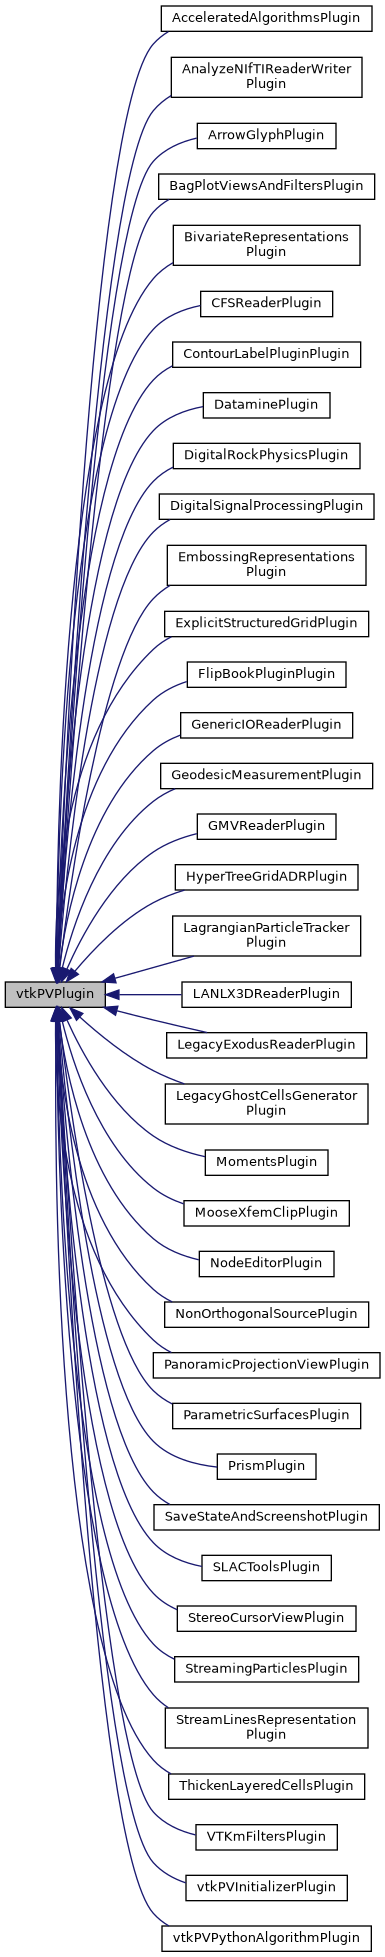 AcceleratedAlgorithmsPlugin
AnalyzeNIfTIReaderWriter
Plugin
ArrowGlyphPlugin
BagPlotViewsAndFiltersPlugin
BivariateRepresentations
Plugin
CFSReaderPlugin
ContourLabelPluginPlugin
DataminePlugin
DigitalRockPhysicsPlugin
DigitalSignalProcessingPlugin
EmbossingRepresentations
Plugin
ExplicitStructuredGridPlugin
FlipBookPluginPlugin
GenericIOReaderPlugin
GeodesicMeasurementPlugin
GMVReaderPlugin
HyperTreeGridADRPlugin
LagrangianParticleTracker
Plugin
vtkPVPlugin
LANLX3DReaderPlugin
LegacyExodusReaderPlugin
LegacyGhostCellsGenerator
Plugin
MomentsPlugin
MooseXfemClipPlugin
NodeEditorPlugin
NonOrthogonalSourcePlugin
PanoramicProjectionViewPlugin
ParametricSurfacesPlugin
PrismPlugin
SaveStateAndScreenshotPlugin
SLACToolsPlugin
StereoCursorViewPlugin
StreamingParticlesPlugin
StreamLinesRepresentation
Plugin
ThickenLayeredCellsPlugin
VTKmFiltersPlugin
vtkPVInitializerPlugin
vtkPVPythonAlgorithmPlugin